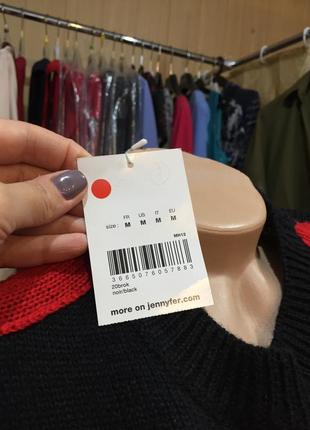 FR US IT EU
size: M M M M
MH12
3665076057883
20brok
noir/black
more on jennyfer.com